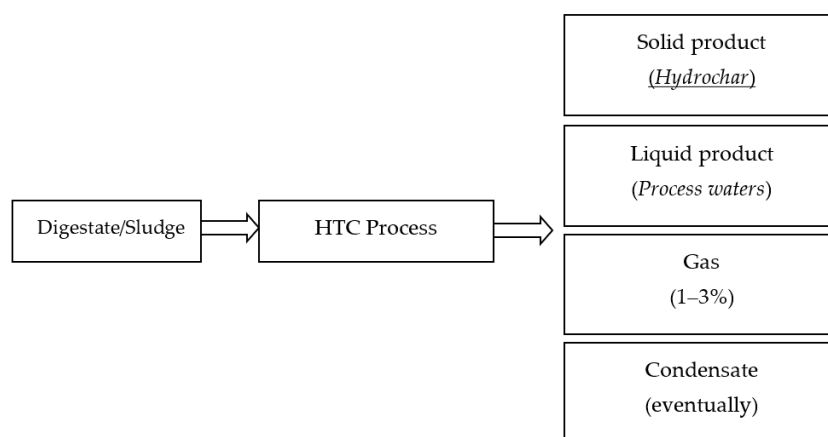 Digestate/Sludge
HTC Process
Solid product
(Hydrochar)
Liquid product
(Process waters)
Gas
(1–3%)
Condensate
(eventually)